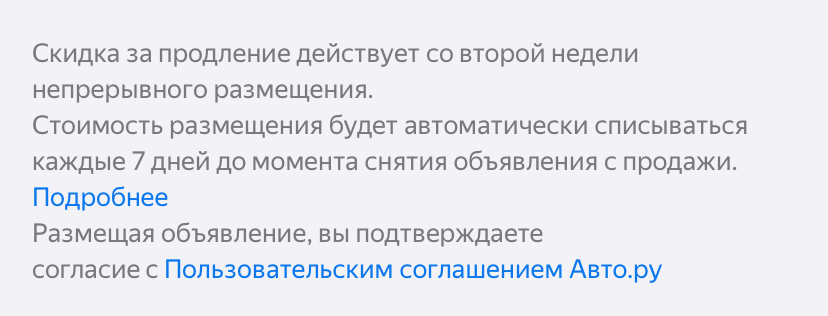 Скидка за продление действует со второй недели
непрерывного размещения.
Стоимость размещения будет автоматически списываться
каждые 7 дней до момента снятия объявления с продажи.
Подробнее
Размещая объявление, вы подтверждаете
согласие с Пользовательским соглашением Авто.ру